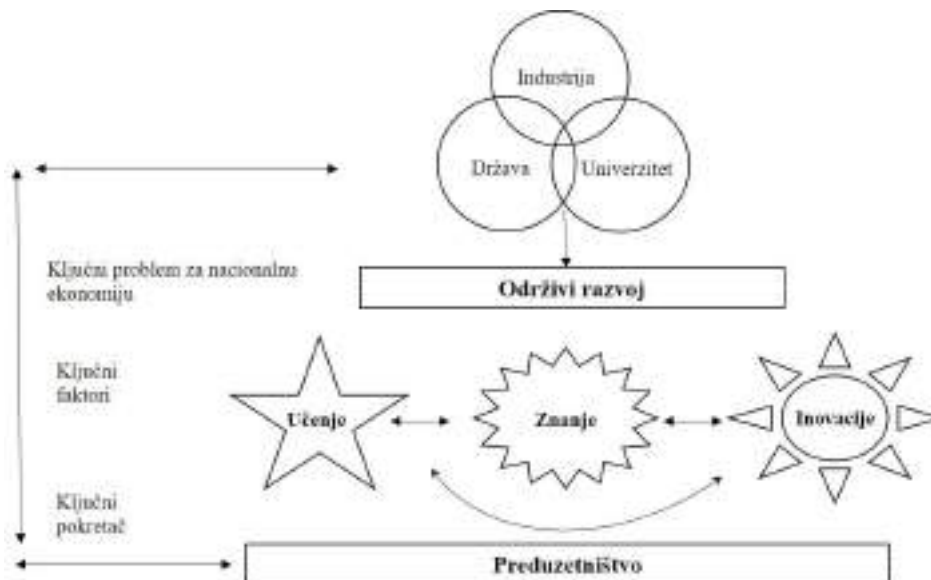 Industrija
Država
Univerzitet
Ključni problem za nacionalnu
ekonomiju
Održivi razvoj
Ključni
faktori
Učenje
Znanje
Inovacije
Ključni
pokretač
Preduzetništvo